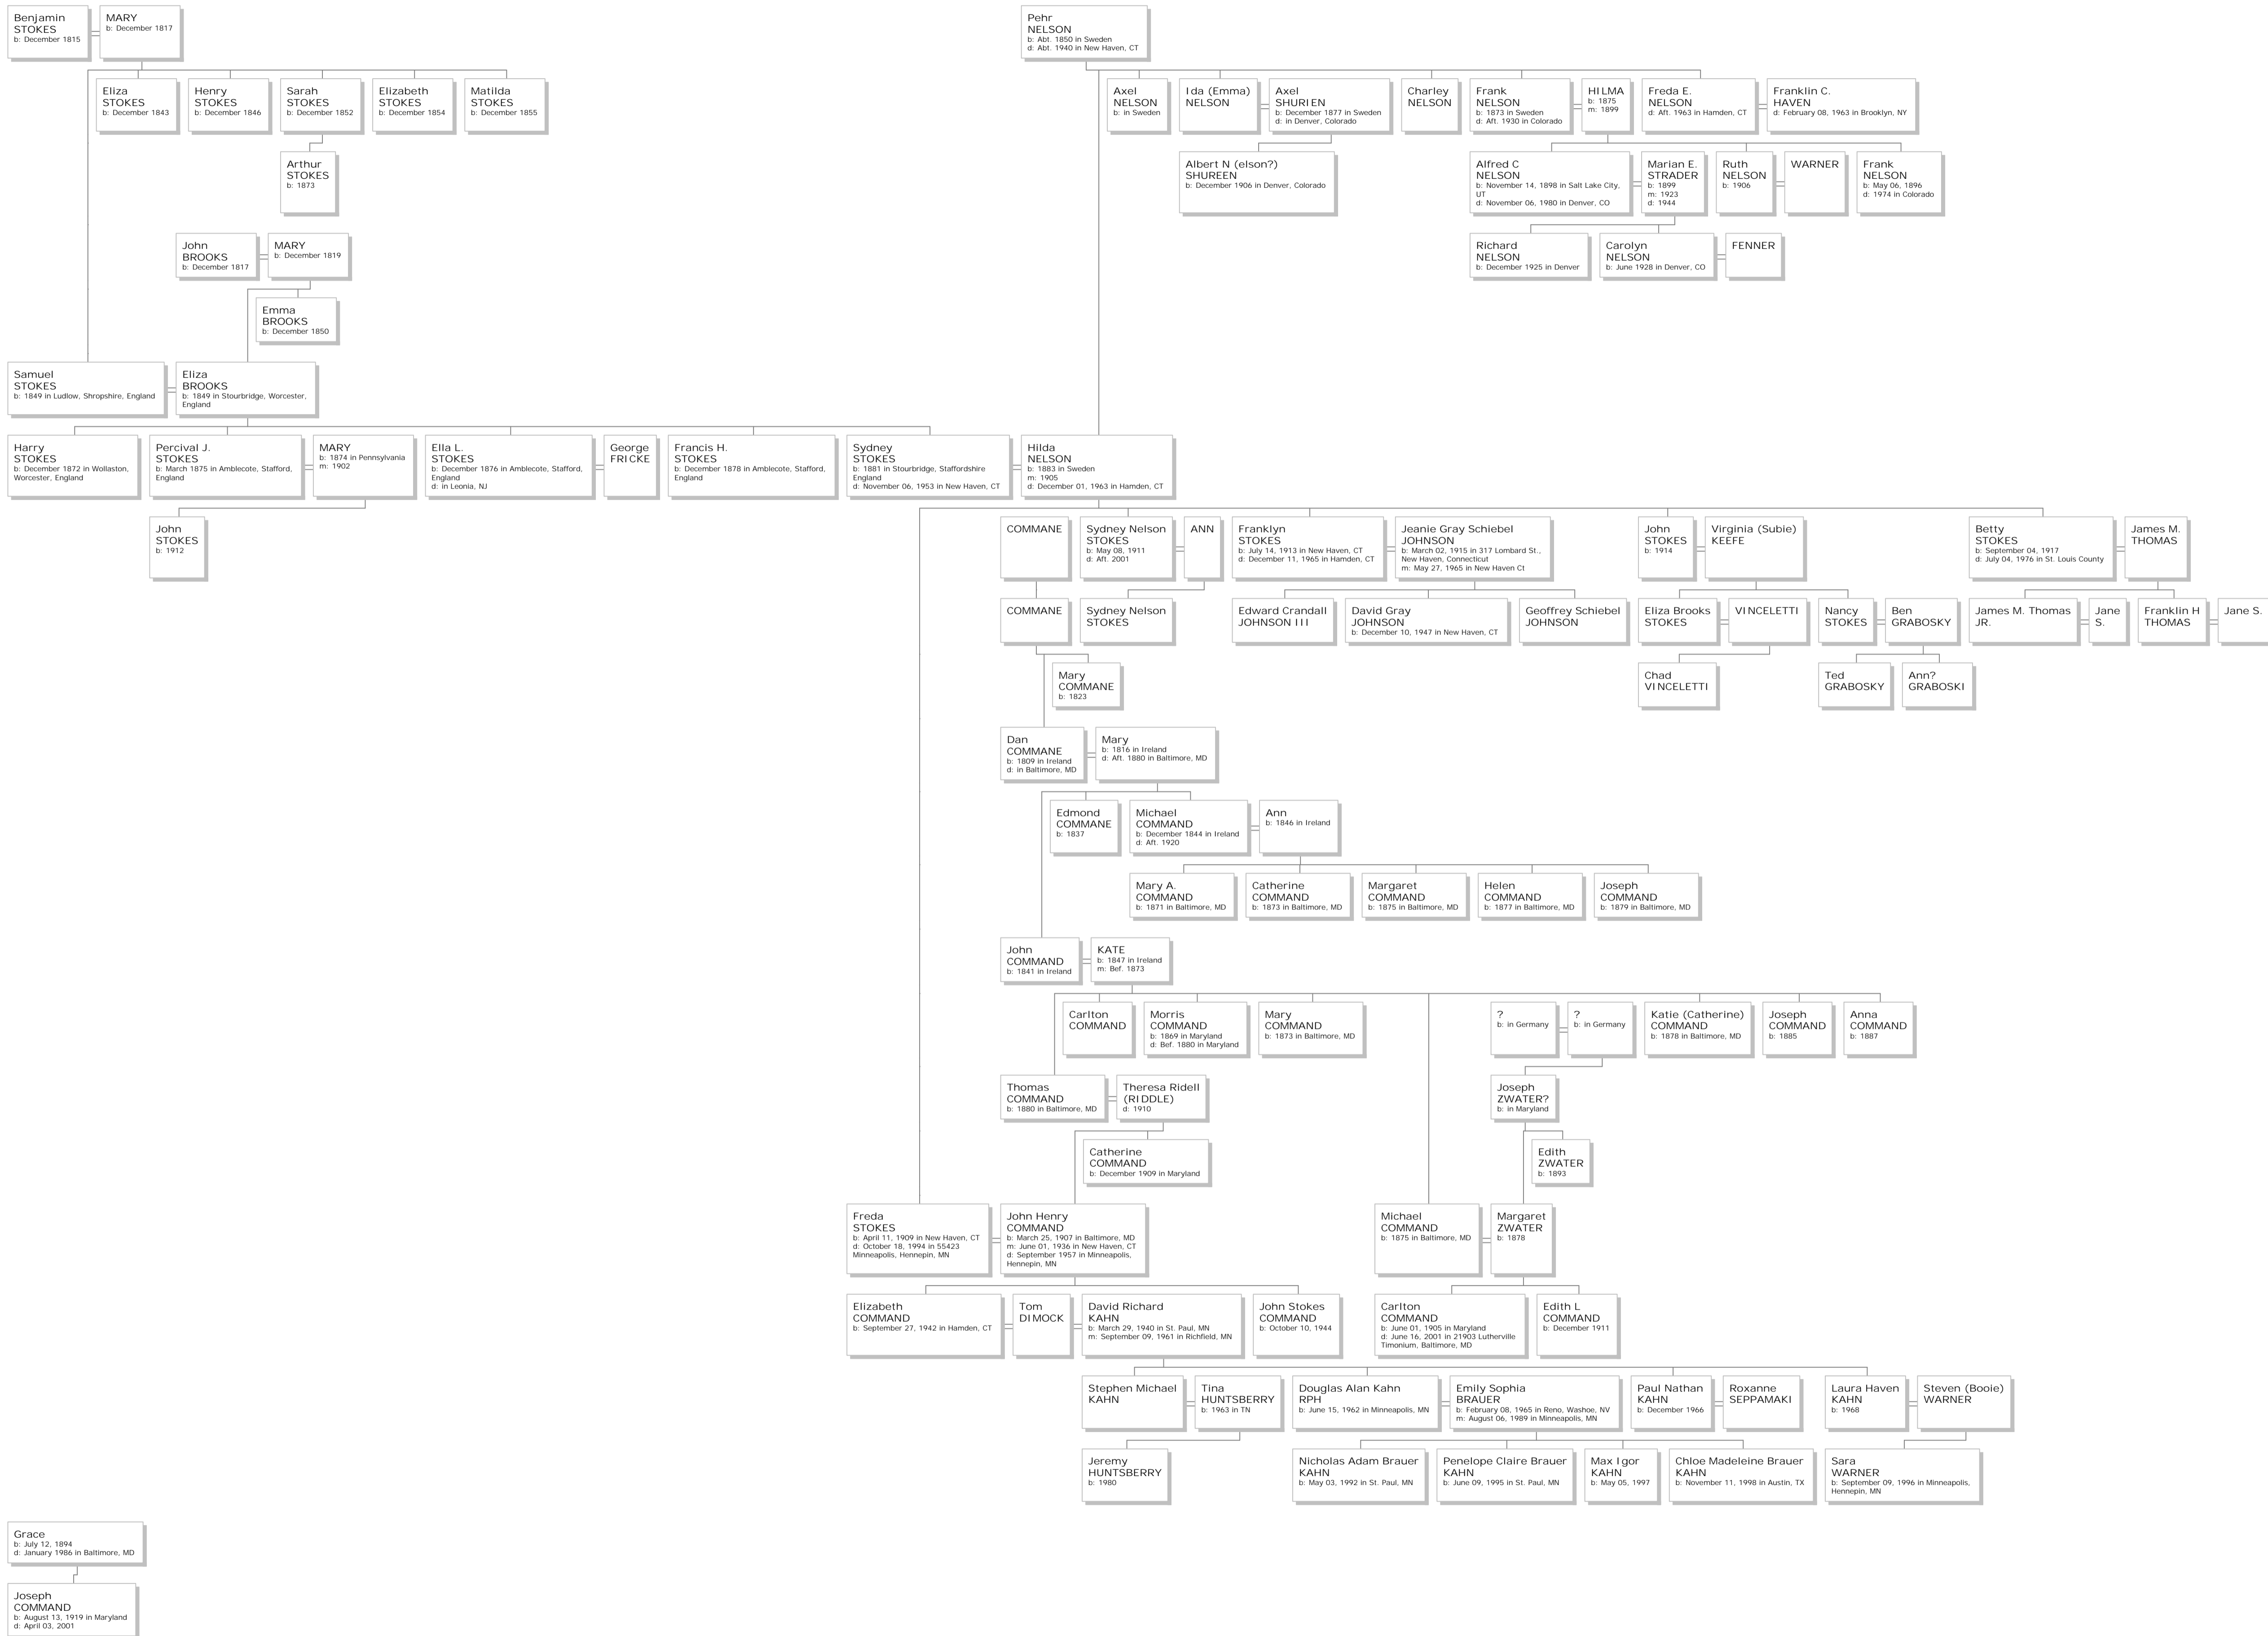 Benjamin
STOKES
b: December 1815
MARY
b: December 1817
Pehr
NELSON
b: Abt. 1850 in Sweden
d: Abt. 1940 in New Haven, CT
Eliza
STOKES
b: December 1843
Henry
STOKES
b: December 1846
Sarah
STOKES
b: December 1852
Elizabeth
STOKES
b: December 1854
Matilda
STOKES
b: December 1855
Axel
NELSON
b: in Sweden
Ida (Emma)
NELSON
Axel
SHURIEN
b: December 1877 in Sweden
d: in Denver, Colorado
Charley
NELSON
Frank
NELSON
b: 1873 in Sweden
d: Aft. 1930 in Colorado
HILMA
b: 1875
m: 1899
Freda E.
NELSON
d: Aft. 1963 in Hamden, CT
Franklin C.
HAVEN
d: February 08, 1963 in Brooklyn, NY
Arthur
STOKES
b: 1873
Albert N (elson?)
SHUREEN
b: December 1906 in Denver, Colorado
Alfred C
NELSON
b: November 14, 1898 in Salt Lake City,
UT
d: November 06, 1980 in Denver, CO
Marian E.
STRADER
b: 1899
m: 1923
d: 1944
Ruth
NELSON
b: 1906
WARNER
Frank
NELSON
b: May 06, 1896
d: 1974 in Colorado
John
BROOKS
b: December 1817
MARY
b: December 1819
Richard
NELSON
b: December 1925 in Denver
Carolyn
NELSON
b: June 1928 in Denver, CO
FENNER
Emma
BROOKS
b: December 1850
Samuel
STOKES
b: 1849 in Ludlow, Shropshire, England
Eliza
BROOKS
b: 1849 in Stourbridge, Worcester,
England
Harry
STOKES
b: December 1872 in Wollaston,
Worcester, England
Percival J.
STOKES
b: March 1875 in Amblecote, Stafford,
England
MARY
b: 1874 in Pennsylvania
m: 1902
Ella L.
STOKES
b: December 1876 in Amblecote, Stafford,
England
d: in Leonia, NJ
George
FRICKE
Francis H.
STOKES
b: December 1878 in Amblecote, Stafford,
England
Sydney
STOKES
b: 1881 in Stourbridge, Staffordshire
England
d: November 06, 1953 in New Haven, CT
Hilda
NELSON
b: 1883 in Sweden
m: 1905
d: December 01, 1963 in Hamden, CT
John
STOKES
b: 1912
COMMANE
Sydney Nelson
STOKES
b: May 08, 1911
d: Aft. 2001
ANN
Franklyn
STOKES
b: July 14, 1913 in New Haven, CT
d: December 11, 1965 in Hamden, CT
Jeanie Gray Schiebel
JOHNSON
b: March 02, 1915 in 317 Lombard St.,
New Haven, Connecticut
m: May 27, 1965 in New Haven Ct
John
STOKES
b: 1914
Virginia (Subie)
KEEFE
Betty
STOKES
b: September 04, 1917
d: July 04, 1976 in St. Louis County
James M.
THOMAS
COMMANE
Sydney Nelson
STOKES
Edward Crandall
JOHNSON III
David Gray
JOHNSON
b: December 10, 1947 in New Haven, CT
Geoffrey Schiebel
JOHNSON
Eliza Brooks
STOKES
VINCELETTI
Nancy
STOKES
Ben
GRABOSKY
James M. Thomas
JR.
Jane
S.
Franklin H
THOMAS
Jane S.
Mary
COMMANE
b: 1823
Chad
VINCELETTI
Ted
GRABOSKY
Ann?
GRABOSKI
Dan
COMMANE
b: 1809 in Ireland
d: in Baltimore, MD
Mary
b: 1816 in Ireland
d: Aft. 1880 in Baltimore, MD
Edmond
COMMANE
b: 1837
Michael
COMMAND
b: December 1844 in Ireland
d: Aft. 1920
Ann
b: 1846 in Ireland
Mary A.
COMMAND
b: 1871 in Baltimore, MD
Catherine
COMMAND
b: 1873 in Baltimore, MD
Margaret
COMMAND
b: 1875 in Baltimore, MD
Helen
COMMAND
b: 1877 in Baltimore, MD
Joseph
COMMAND
b: 1879 in Baltimore, MD
John
COMMAND
b: 1841 in Ireland
KATE
b: 1847 in Ireland
m: Bef. 1873
Carlton
COMMAND
Morris
COMMAND
b: 1869 in Maryland
d: Bef. 1880 in Maryland
Mary
COMMAND
b: 1873 in Baltimore, MD
?
b: in Germany
?
b: in Germany
Katie (Catherine)
COMMAND
b: 1878 in Baltimore, MD
Joseph
COMMAND
b: 1885
Anna
COMMAND
b: 1887
Thomas
COMMAND
b: 1880 in Baltimore, MD
Theresa Ridell
(RIDDLE)
d: 1910
Joseph
ZWATER?
b: in Maryland
Catherine
COMMAND
b: December 1909 in Maryland
Edith
ZWATER
b: 1893
Freda
STOKES
b: April 11, 1909 in New Haven, CT
d: October 18, 1994 in 55423
Minneapolis, Hennepin, MN
John Henry
COMMAND
b: March 25, 1907 in Baltimore, MD
m: June 01, 1936 in New Haven, CT
d: September 1957 in Minneapolis,
Hennepin, MN
Michael
COMMAND
b: 1875 in Baltimore, MD
Margaret
ZWATER
b: 1878
Elizabeth
COMMAND
b: September 27, 1942 in Hamden, CT
Tom
DIMOCK
David Richard
KAHN
b: March 29, 1940 in St. Paul, MN
m: September 09, 1961 in Richfield, MN
John Stokes
COMMAND
b: October 10, 1944
Carlton
COMMAND
b: June 01, 1905 in Maryland
d: June 16, 2001 in 21903 Lutherville
Timonium, Baltimore, MD
Edith L
COMMAND
b: December 1911
Stephen Michael
KAHN
Tina
HUNTSBERRY
b: 1963 in TN
Douglas Alan Kahn
RPH
b: June 15, 1962 in Minneapolis, MN
Emily Sophia
BRAUER
b: February 08, 1965 in Reno, Washoe, NV
m: August 06, 1989 in Minneapolis, MN
Paul Nathan
KAHN
b: December 1966
Roxanne
SEPPAMAKI
Laura Haven
KAHN
b: 1968
Steven (Booie)
WARNER
Jeremy
HUNTSBERRY
b: 1980
Nicholas Adam Brauer
KAHN
b: May 03, 1992 in St. Paul, MN
Penelope Claire Brauer
KAHN
b: June 09, 1995 in St. Paul, MN
Max Igor
KAHN
b: May 05, 1997
Chloe Madeleine Brauer
KAHN
b: November 11, 1998 in Austin, TX
Sara
WARNER
b: September 09, 1996 in Minneapolis,
Hennepin, MN
Grace
b: July 12, 1894
d: January 1986 in Baltimore, MD
Joseph
COMMAND
b: August 13, 1919 in Maryland
d: April 03, 2001